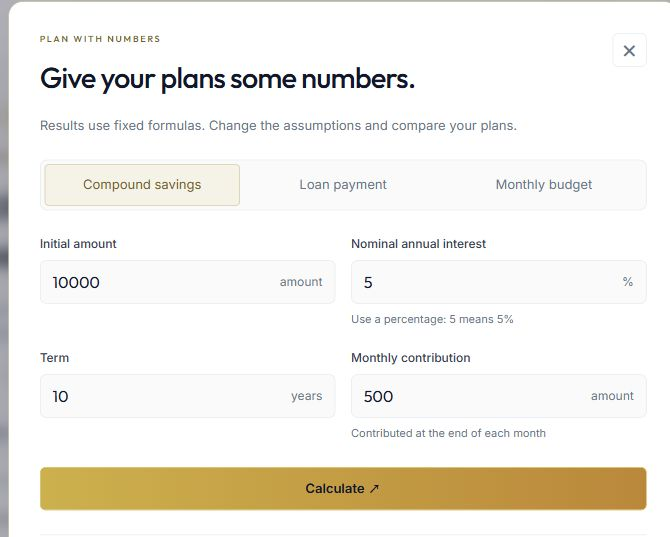 PLAN WITH NUMBERS
Give your plans some numbers.
Results use fixed formulas. Change the assumptions and compare your plans.
Compound savings
Loan payment
Monthly budget
Initial amount
Nominal annual interest
10000 amount
5 %
Use a percentage: 5 means 5%
Term
Monthly contribution
10 years
500 amount
Contributed at the end of each month
Calculate ↗